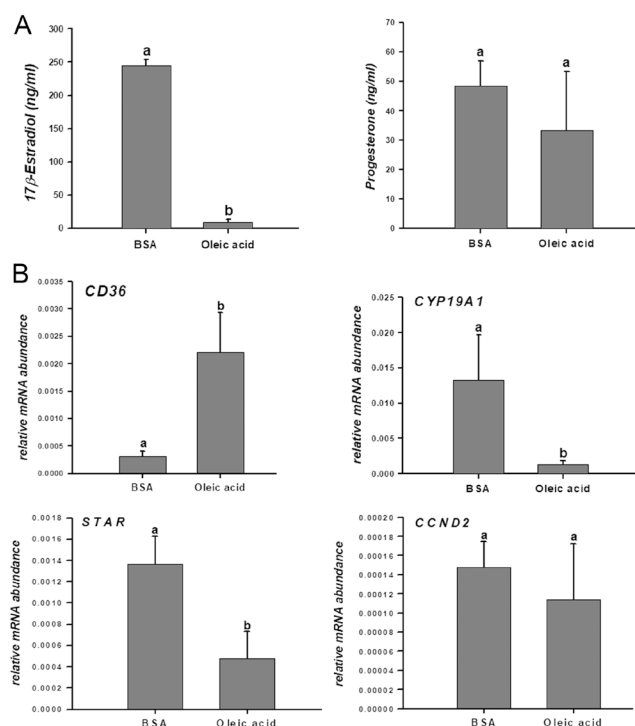 A
17β-Estradiol (ng/ml)
300
250
200
150
100
50
0
a
b
BSA
Oleic acid
Progesterone (ng/ml)
70
60
50
40
30
20
10
0
a
a
BSA
Oleic acid
B
CD36
relative mRNA abundance
0.0035
0.0030
0.0025
0.0020
0.0015
0.0010
0.0005
0.0000
a
b
BSA
Oleic acid
CYP19A1
relative mRNA abundance
0.025
0.020
0.015
0.010
0.005
0.000
a
b
BSA
Oleic acid
STAR
relative mRNA abundance
0.0018
0.0016
0.0014
0.0012
0.0010
0.0008
0.0006
0.0004
0.0002
0.0000
a
b
BSA
Oleic acid
CCND2
relative mRNA abundance
0.00020
0.00018
0.00016
0.00014
0.00012
0.00010
0.00008
0.00006
0.00004
0.00002
0.00000
a
a
BSA
Oleic acid